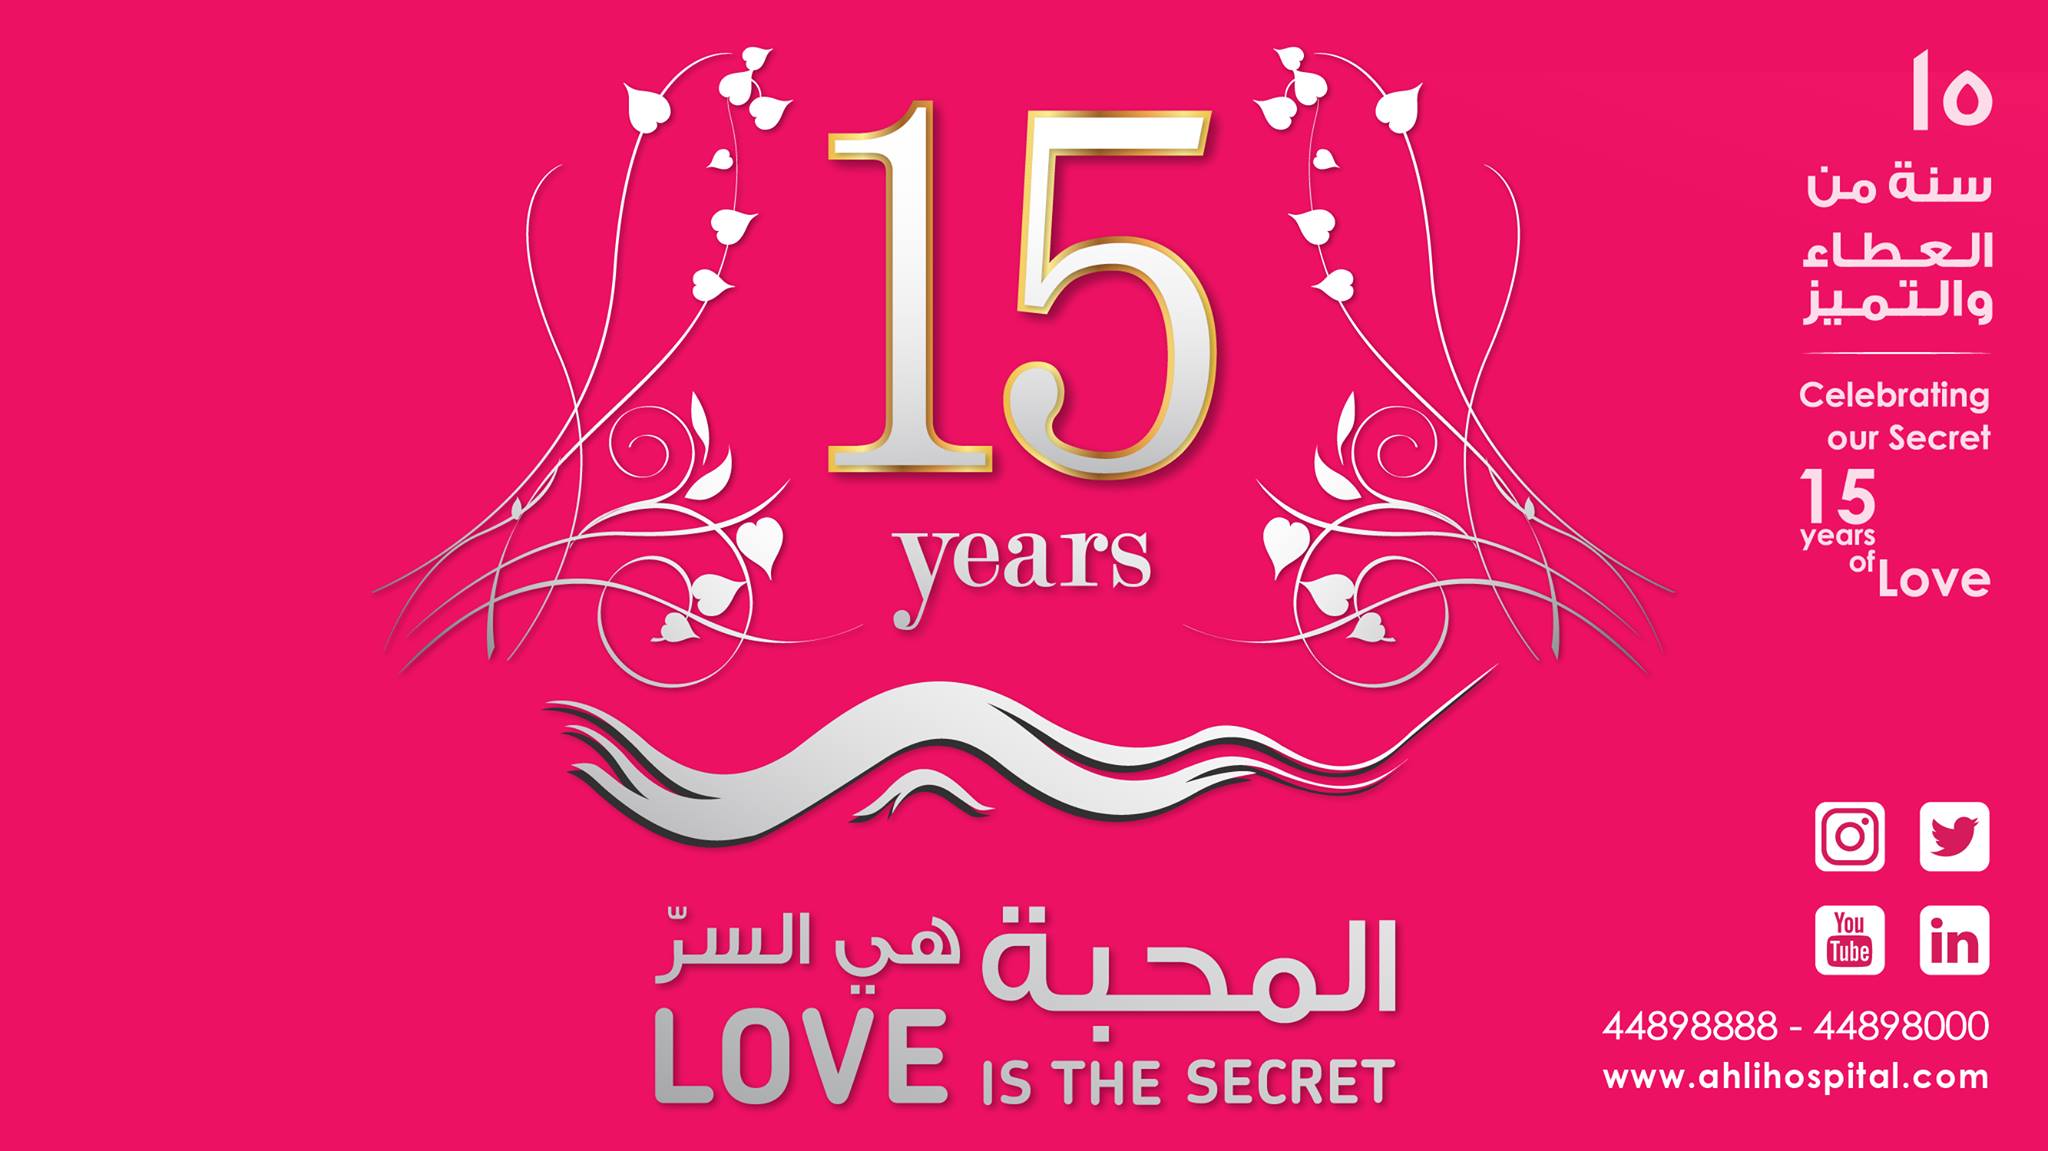 15
years
المحبة هي السرّ
LOVE IS THE SECRET
١٥
سنة من
العطاء
والتميز
Celebrating
our Secret
15
years
of
Love
You
Tube
in
44898888 - 44898000
www.ahlihospital.com